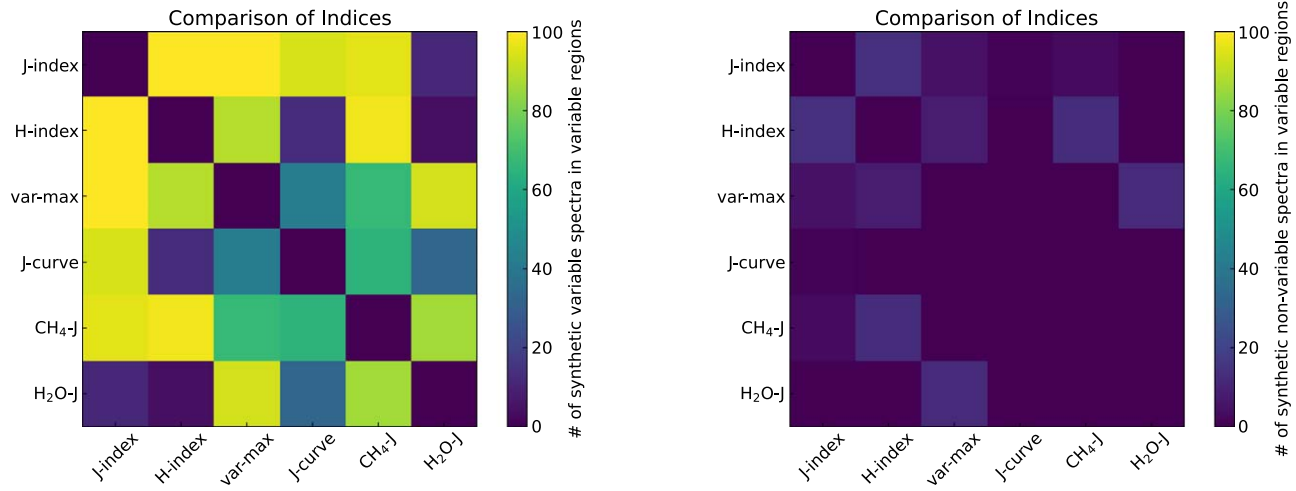 Comparison of Indices
J-index
H-index
var-max
J-curve
CH₄-J
H₂O-J
J-index
H-index
var-max
J-curve
CH₄-J
H₂O-J
100
80
60
40
20
0
# of synthetic variable spectra in variable regions
Comparison of Indices
J-index
H-index
var-max
J-curve
CH₄-J
H₂O-J
J-index
H-index
var-max
J-curve
CH₄-J
H₂O-J
100
80
60
40
20
0
# of synthetic non-variable spectra in variable regions